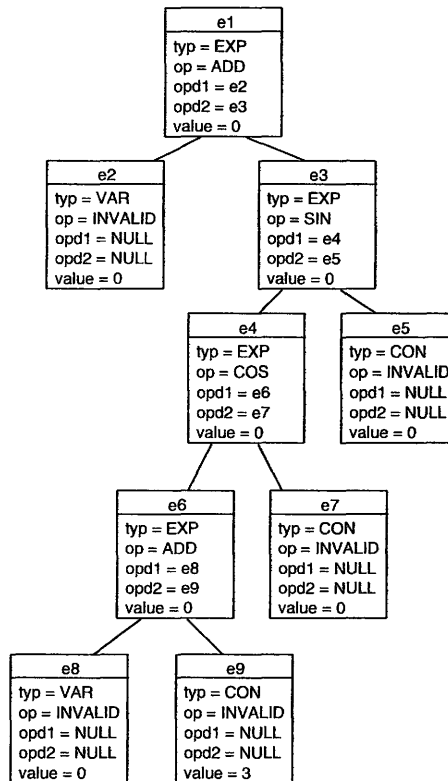 e1
typ = EXP
op = ADD
opd1 = e2
opd2 = e3
value = 0
e2
typ = VAR
op = INVALID
opd1 = NULL
opd2 = NULL
value = 0
e3
typ = EXP
op = SIN
opd1 = e4
opd2 = e5
value = 0
e4
typ = EXP
op = COS
opd1 = e6
opd2 = e7
value = 0
e5
typ = CON
op = INVALID
opd1 = NULL
opd2 = NULL
value = 0
e6
typ = EXP
op = ADD
opd1 = e8
opd2 = e9
value = 0
e7
typ = CON
op = INVALID
opd1 = NULL
opd2 = NULL
value = 0
e8
typ = VAR
op = INVALID
opd1 = NULL
opd2 = NULL
value = 0
e9
typ = CON
op = INVALID
opd1 = NULL
opd2 = NULL
value = 3